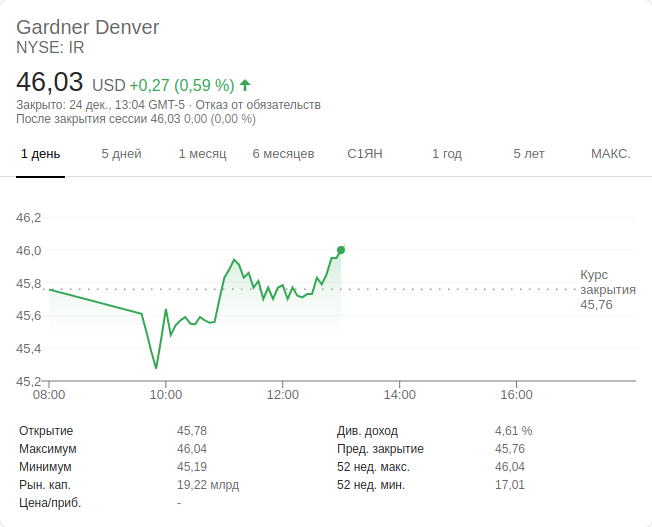 Gardner Denver
NYSE: IR
46,03 USD +0,27 (0,59 %)
Закрыто: 24 дек., 13:04 GMT-5 · Отказ от обязательств
После закрытия сессии 46,03 0,00 (0,00 %)
1 день 5 дней 1 месяц 6 месяцев С1ЯН 1 год 5 лет МАКС.
46,2
46,0
45,8
45,6
45,4
45,2
Курс
закрытия
45,76
08:00 10:00 12:00 14:00 16:00
Открытие 45,78 Див. доход 4,61 %
Максимум 46,04 Пред. закрытие 45,76
Минимум 45,19 52 нед. макс. 46,04
Рын. кап. 19,22 млрд 52 нед. мин. 17,01
Цена/приб. -